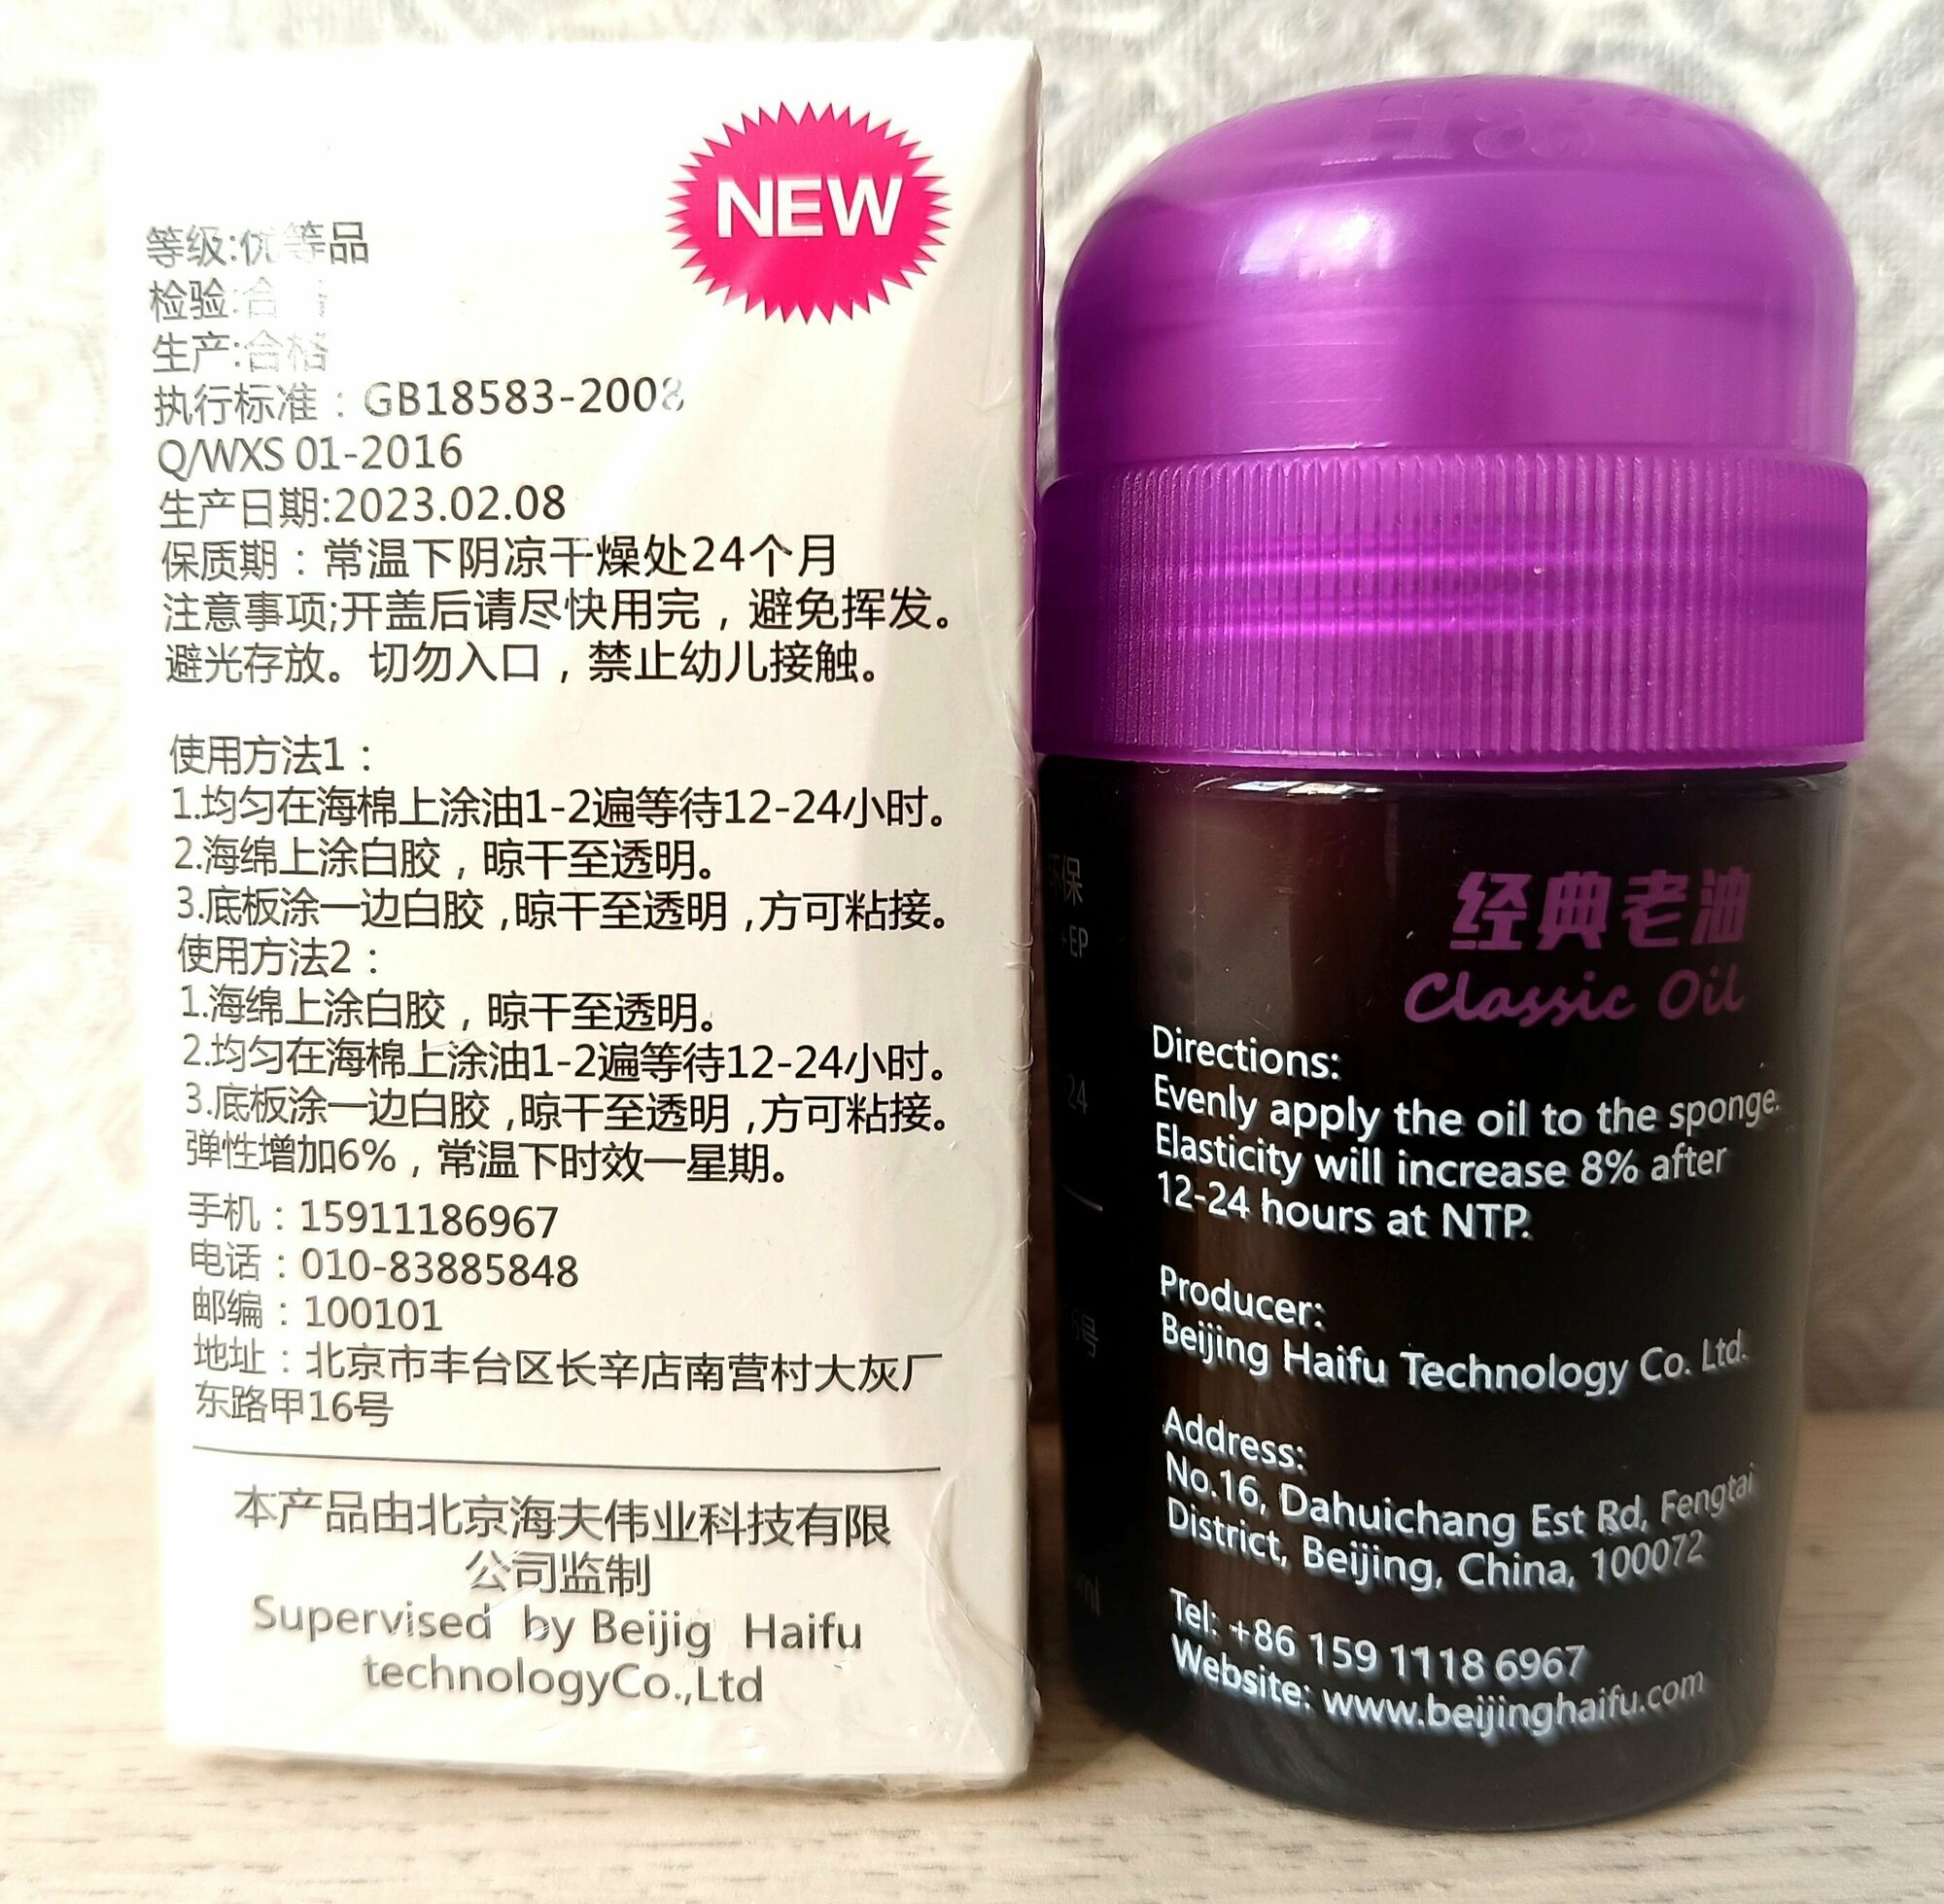 NEW
等级:优等品
检验:合格
生产:合格
执行标准：GB18583-2008
Q/WXS 01-2016
生产日期:2023.02.08
保质期：常温下阴凉干燥处24个月
注意事项;开盖后请尽快用完，避免挥发。
避光存放。切勿入口，禁止幼儿接触。
使用方法1：
1.均匀在海棉上涂油1-2遍等待12-24小时。
2.海绵上涂白胶，晾干至透明。
3.底板涂一边白胶,晾干至透明,方可粘接。
使用方法2：
1.海绵上涂白胶，晾干至透明。
2.均匀在海棉上涂油1-2遍等待12-24小时。
3.底板涂一边白胶,晾干至透明,方可粘接。
弹性增加6%，常温下时效一星期。
手机：15911186967
电话：010-83885848
邮编：100101
地址：北京市丰台区长辛店南营村大灰厂
东路甲16号
本产品由北京海夫伟业科技有限
公司监制
Supervised by Beijig Haifu
technologyCo.,Ltd
环保
+EP
24
号
ml
经典老油
Classic Oil
Directions:
Evenly apply the oil to the sponge.
Elasticity will increase 8% after
12-24 hours at NTP.
Producer:
Beijing Haifu Technology Co. Ltd.
Address:
No.16, Dahuichang Est Rd, Fengtai
District, Beijing, China, 100072
Tel: +86 159 1118 6967
Website: www.beijinghaifu.com